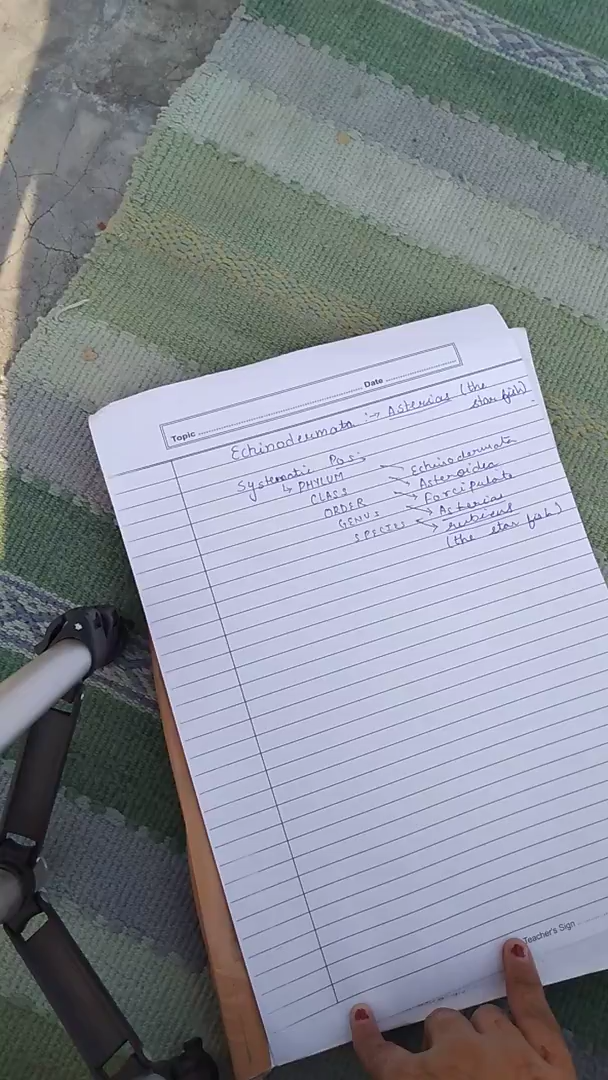 Topic ........ Date ........
Echinodermata :→ Asterias (the star fish)
Systematic Pos:
↳ PHYLUM → Echinodermata
CLASS → Asteroidea
ORDER → Forcipulata
GENUS → Asterias
SPECIES → rubens
(the star fish)
Teacher's Sign ........